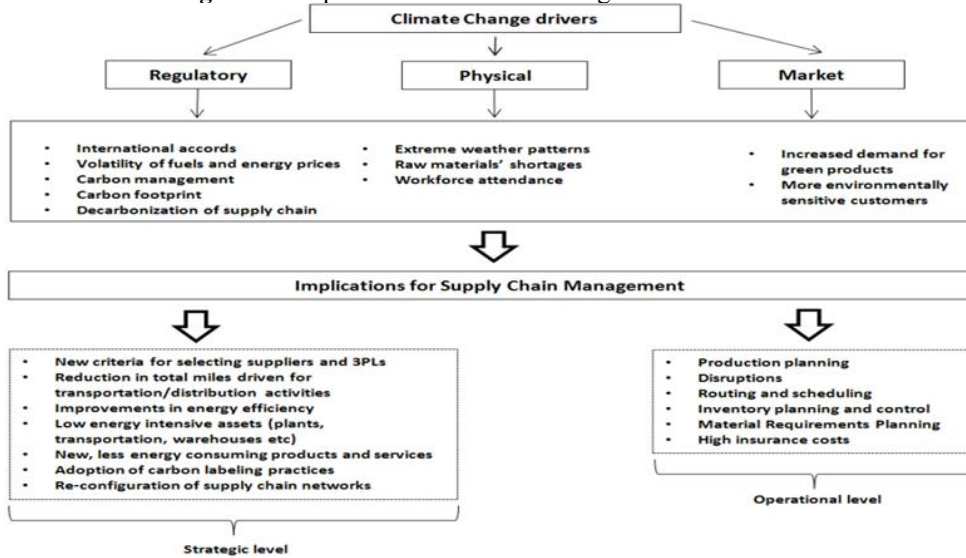 Climate Change drivers
Regulatory
Physical
Market
• International accords
• Volatility of fuels and energy prices
• Carbon management
• Carbon footprint
• Decarbonization of supply chain
• Extreme weather patterns
• Raw materials' shortages
• Workforce attendance
• Increased demand for
green products
• More environmentally
sensitive customers
Implications for Supply Chain Management
• New criteria for selecting suppliers and 3PLs
• Reduction in total miles driven for
transportation/distribution activities
• Improvements in energy efficiency
• Low energy intensive assets (plants,
transportation, warehouses etc)
• New, less energy consuming products and services
• Adoption of carbon labeling practices
• Re-configuration of supply chain networks
Strategic level
• Production planning
• Disruptions
• Routing and scheduling
• Inventory planning and control
• Material Requirements Planning
• High insurance costs
Operational level